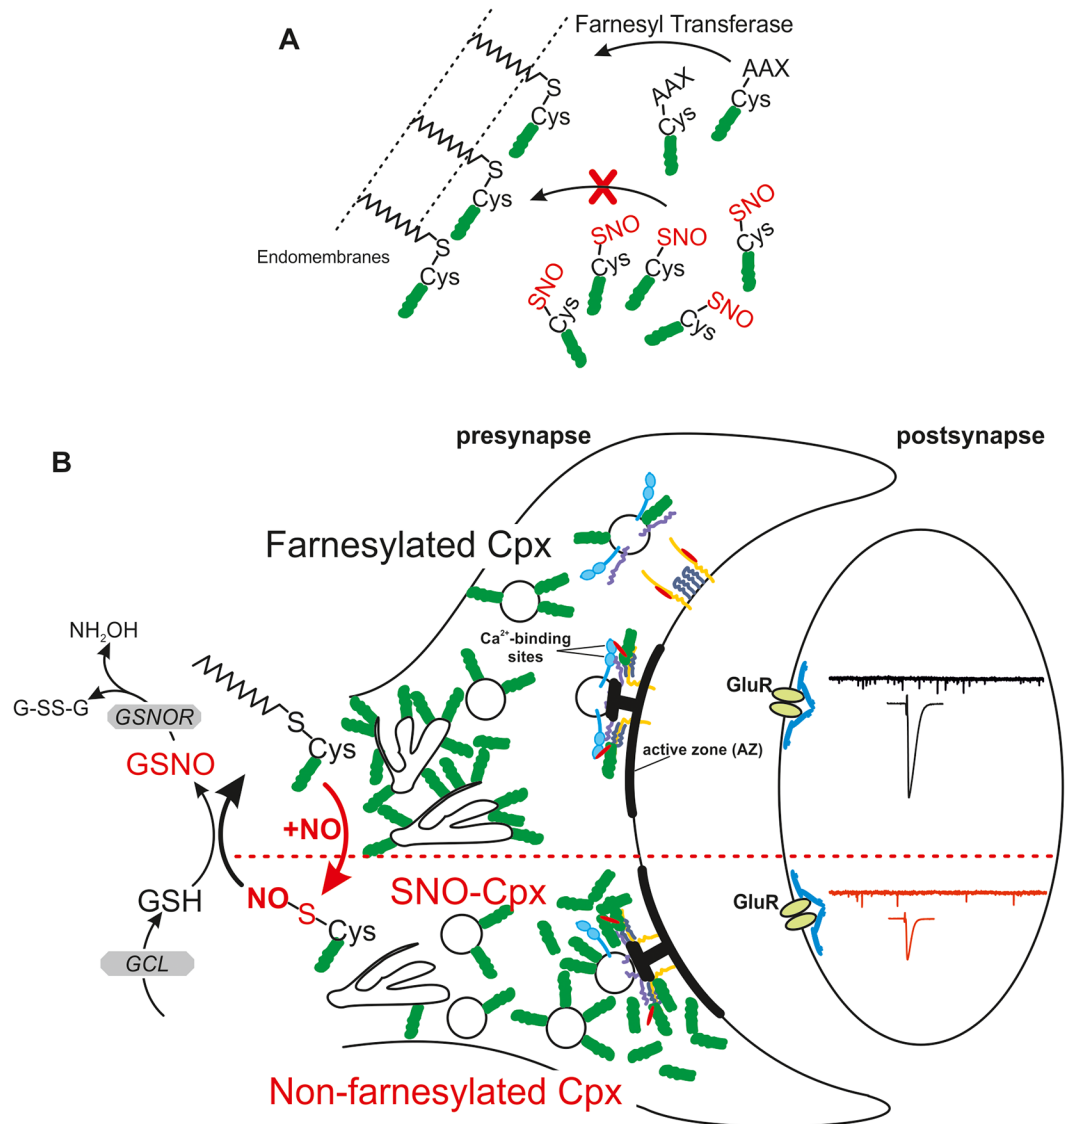 A
Farnesyl Transferase
AAX
Cys
AAX
Cys
S
Cys
S
Cys
S
Cys
Endomembranes
SNO
Cys
SNO
Cys
SNO
Cys
SNO
Cys
SNO
Cys
B
presynapse
postsynapse
Farnesylated Cpx
NH2OH
G-SS-G
GSNOR
GSNO
S
Cys
Ca2+-binding
sites
GluR
active zone (AZ)
+NO
GSH
NO-S
Cys
SNO-Cpx
GluR
GCL
Non-farnesylated Cpx